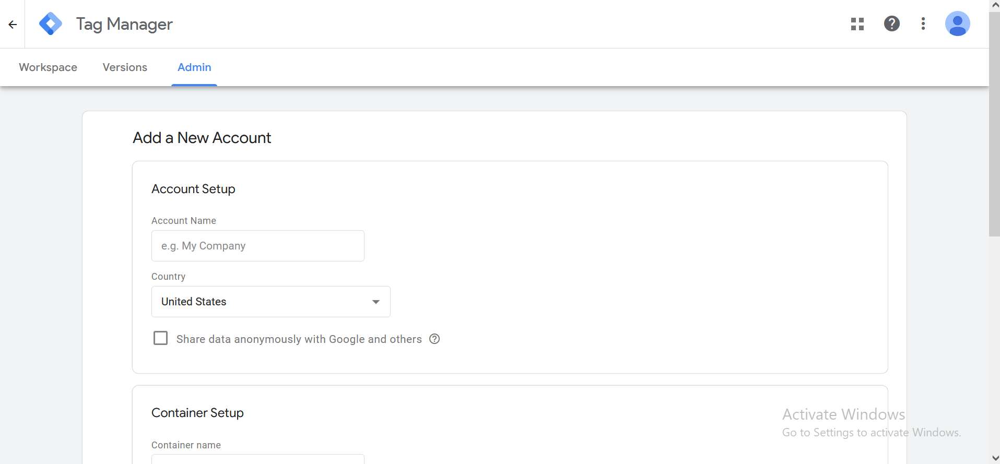 Tag Manager
Workspace Versions Admin
Add a New Account
Account Setup
Account Name
e.g. My Company
Country
United States
Share data anonymously with Google and others
Container Setup
Container name
Activate Windows
Go to Settings to activate Windows.